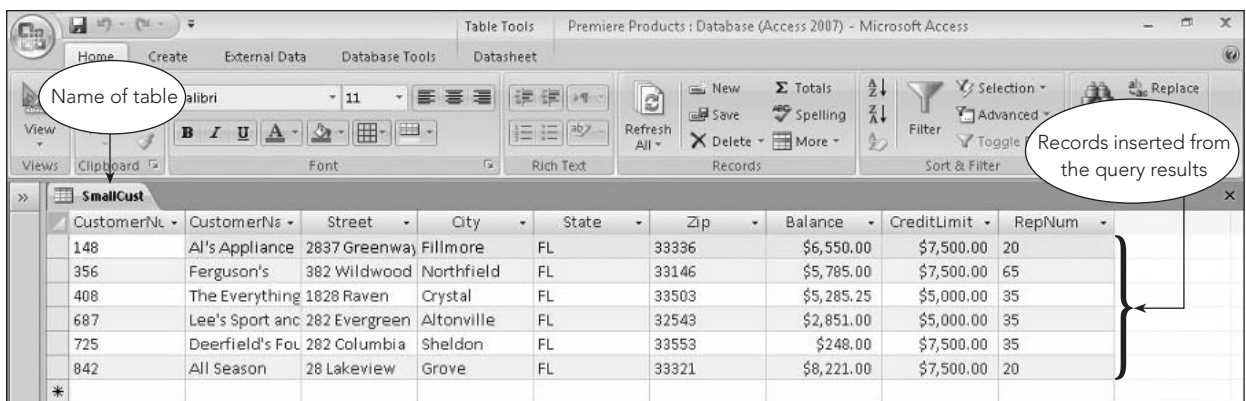 Table Tools Premiere Products : Database (Access 2007) - Microsoft Access
Home Create External Data Database Tools Datasheet
Name of table
alibri 11
View
B I U A
Refresh All
New
Save
Delete
Σ Totals
Spelling
More
Filter
Selection
Advanced
Toggle
Replace
Records inserted from
the query results
Views Clipboard Font Rich Text Records Sort & Filter
SmallCust
CustomerNu CustomerNa Street City State Zip Balance CreditLimit RepNum
148 Al's Appliance 2837 Greenway Fillmore FL 33336 $6,550.00 $7,500.00 20
356 Ferguson's 382 Wildwood Northfield FL 33146 $5,785.00 $7,500.00 65
408 The Everything 1828 Raven Crystal FL 33503 $5,285.25 $5,000.00 35
687 Lee's Sport and 282 Evergreen Altonville FL 32543 $2,851.00 $5,000.00 35
725 Deerfield's Fou 282 Columbia Sheldon FL 33553 $248.00 $7,500.00 35
842 All Season 28 Lakeview Grove FL 33321 $8,221.00 $7,500.00 20